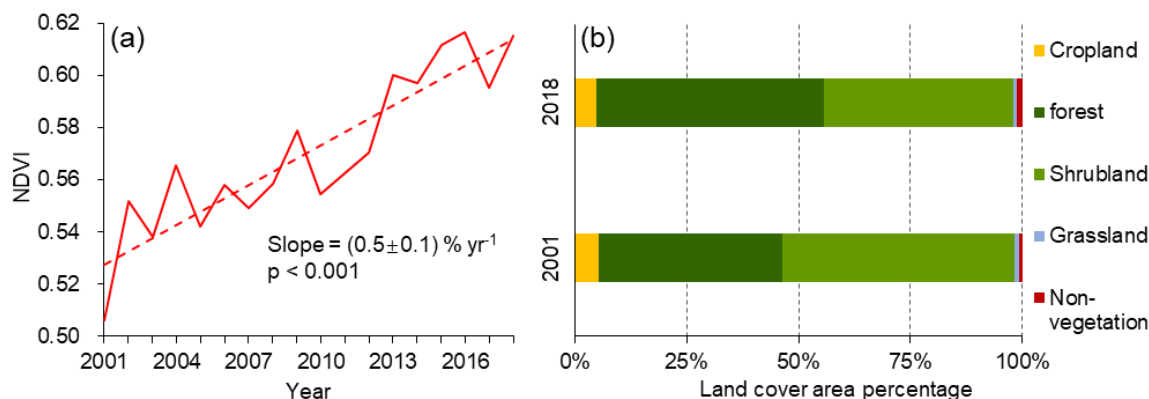 (a)
0.62
0.60
0.58
0.56
0.54
0.52
0.50
NDVI
Slope = (0.5±0.1) % yr⁻¹
p < 0.001
2001 2004 2007 2010 2013 2016
Year
(b)
2018
2001
0% 25% 50% 75% 100%
Land cover area percentage
Cropland
forest
Shrubland
Grassland
Non-
vegetation